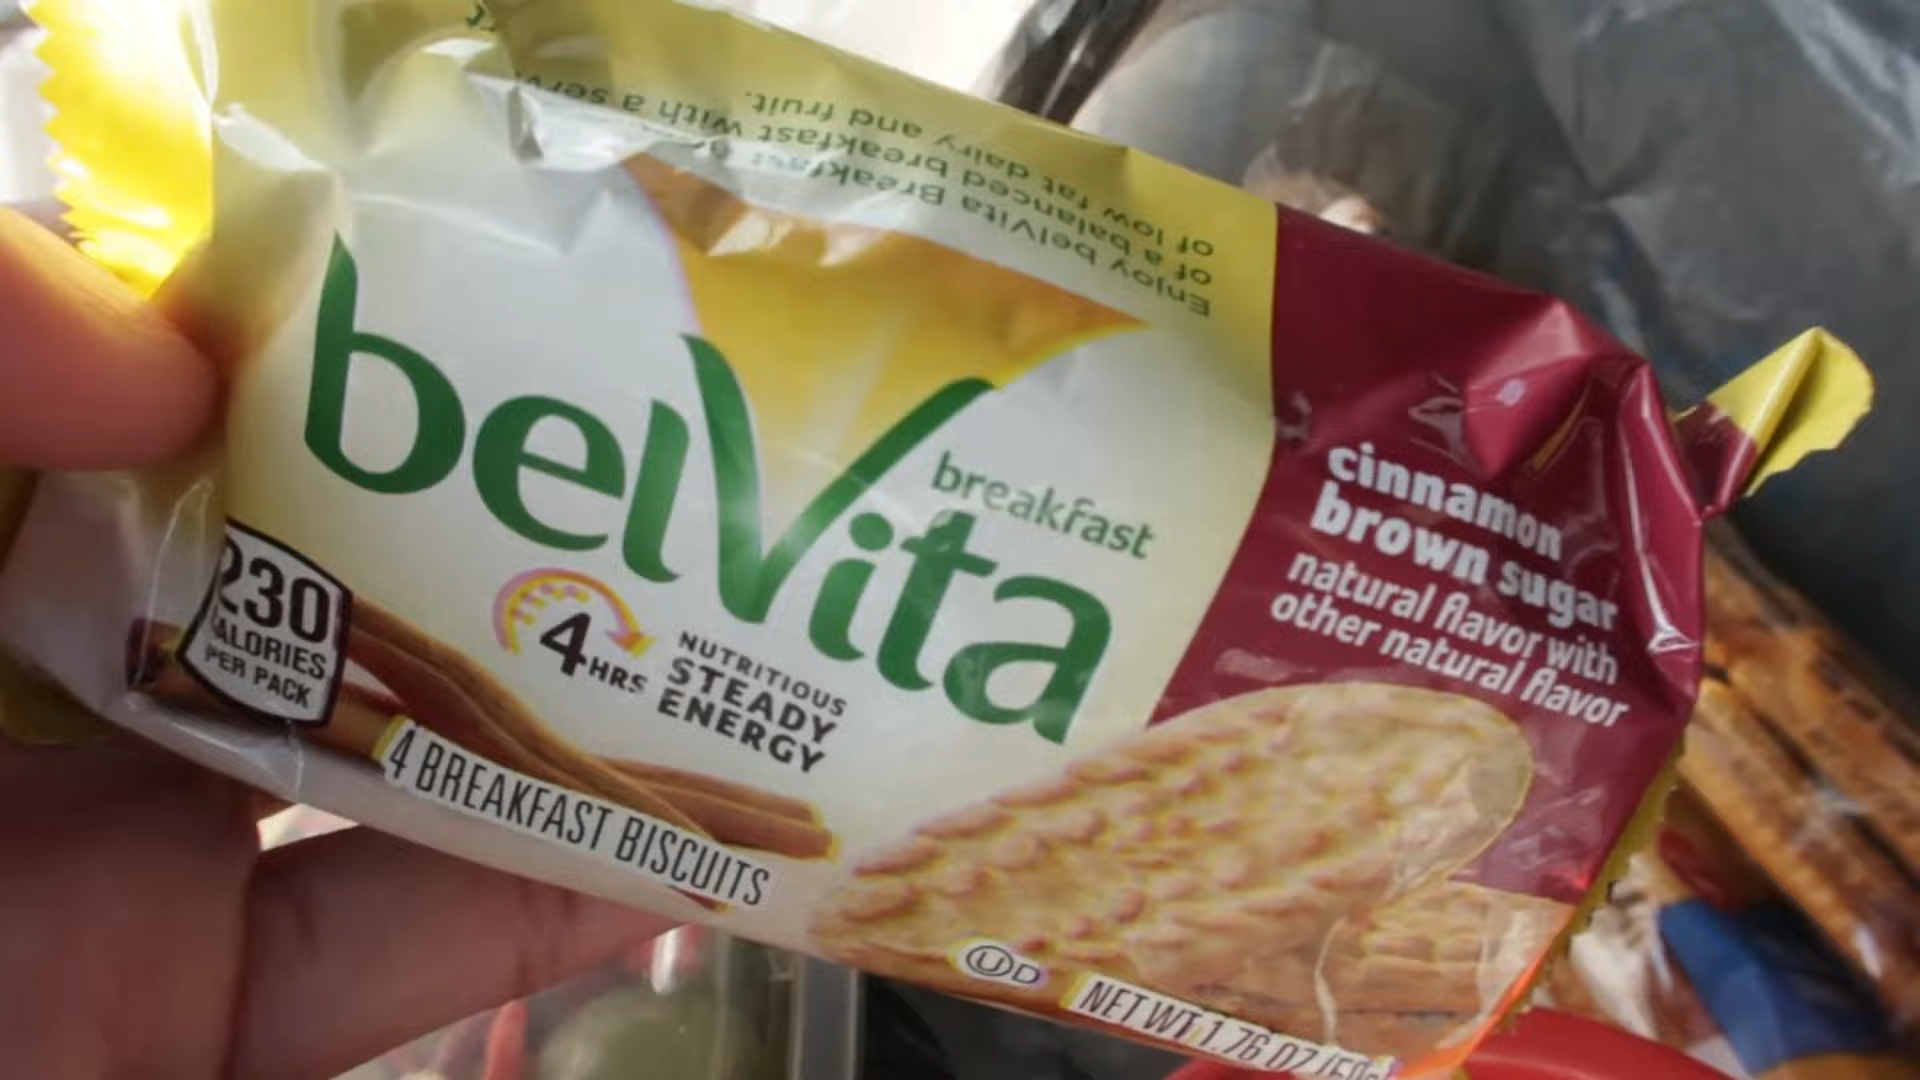 Enjoy belVita Breakfast
of a balanced breakfast with a
of low fat dairy and fruit.
belVita
breakfast
230
CALORIES
PER PACK
4 HRS
NUTRITIOUS
STEADY
ENERGY
4 BREAKFAST BISCUITS
cinnamon
brown sugar
natural flavor with
other natural flavor
U D
NET WT 1.76 OZ